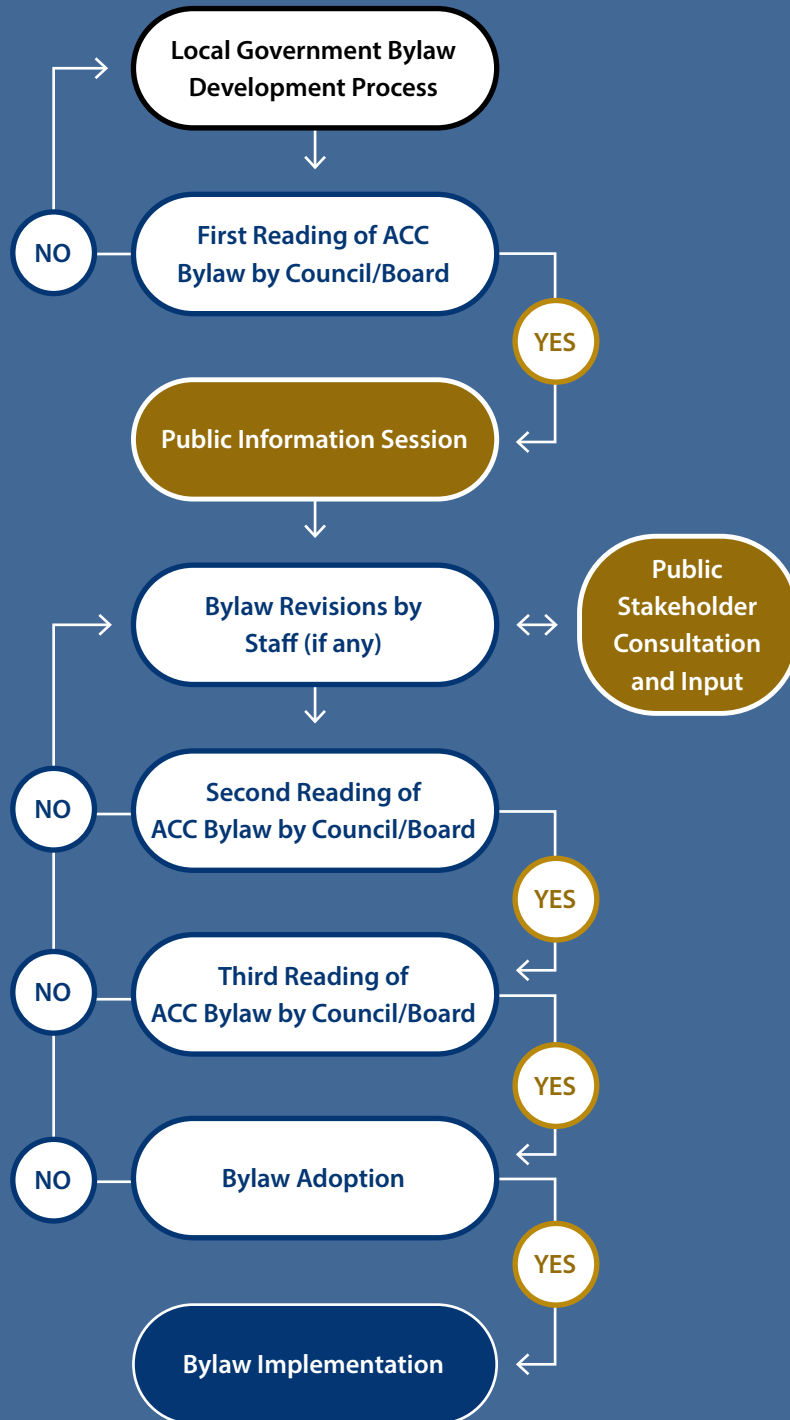 Local Government Bylaw
Development Process
NO
First Reading of ACC
Bylaw by Council/Board
YES
Public Information Session
Bylaw Revisions by
Staff (if any)
Public
Stakeholder
Consultation
and Input
NO
Second Reading of
ACC Bylaw by Council/Board
YES
NO
Third Reading of
ACC Bylaw by Council/Board
YES
NO
Bylaw Adoption
YES
Bylaw Implementation